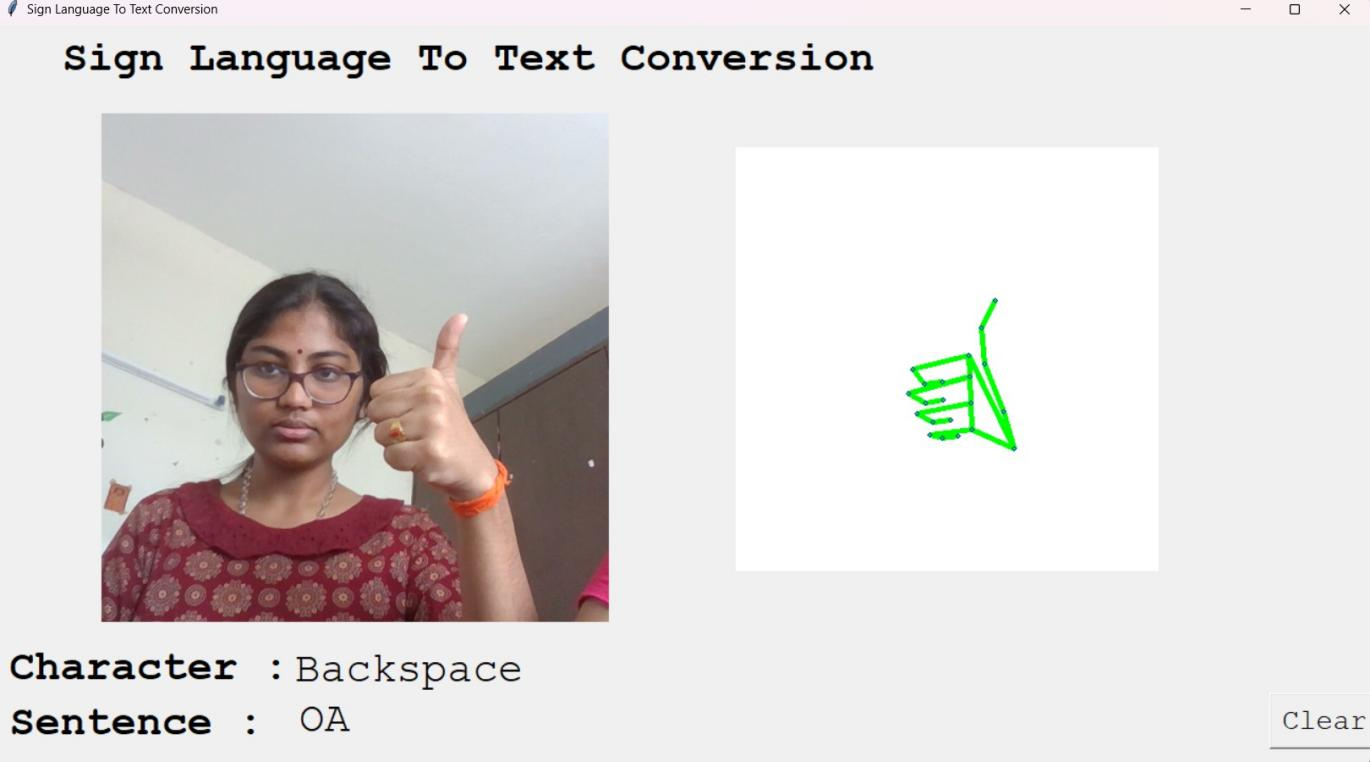 Sign Language To Text Conversion
Sign Language To Text Conversion
Character : Backspace
Sentence : OA
Clear